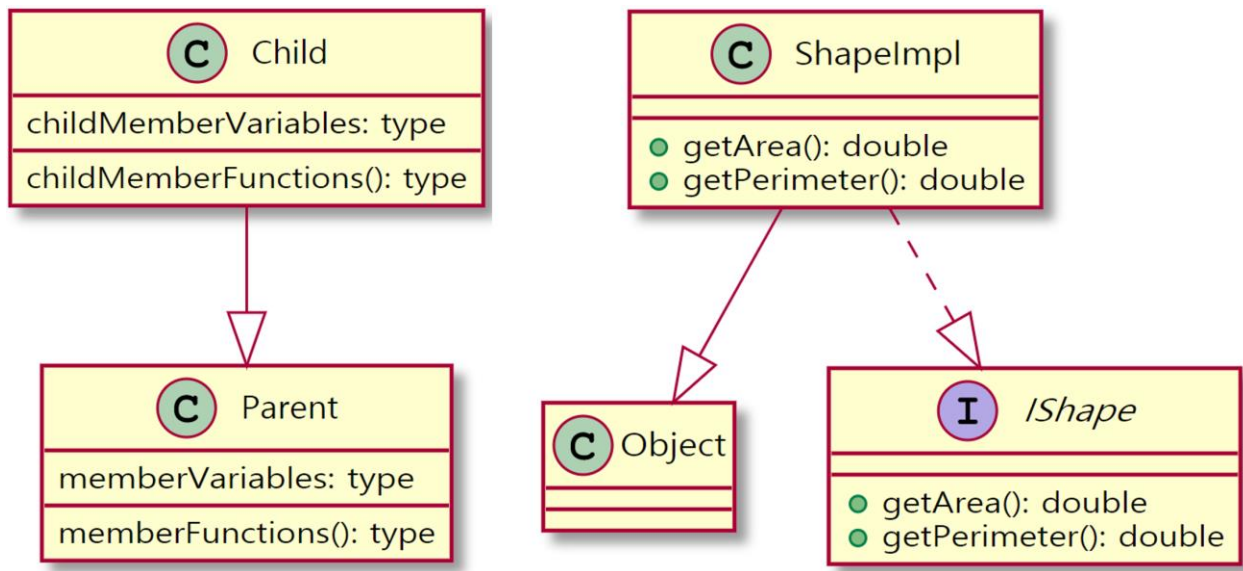 C Child
childMemberVariables: type
childMemberFunctions(): type
C Parent
memberVariables: type
memberFunctions(): type
C ShapeImpl
getArea(): double
getPerimeter(): double
C Object
I IShape
getArea(): double
getPerimeter(): double